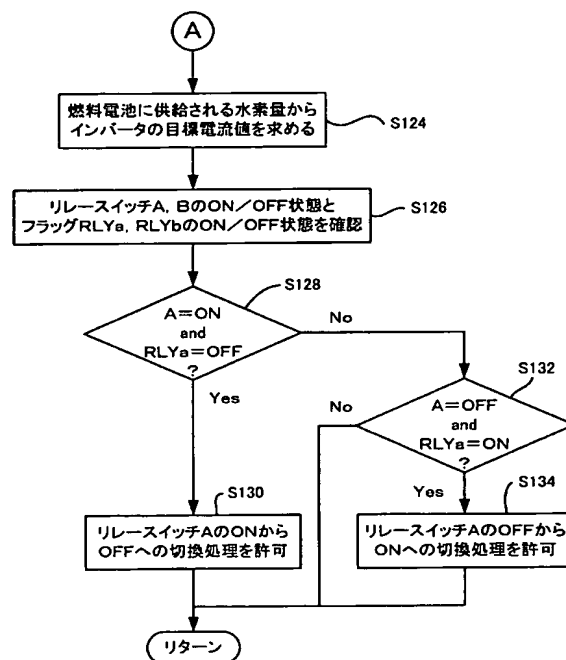 A
燃料電池に供給される水素量から
インバータの目標電流値を求める
S124
リレースイッチA, BのON／OFF状態と
フラッグRLYa, RLYbのON／OFF状態を確認
S126
S128
A＝ON
and
RLYa＝OFF
?
No
Yes
S132
A＝OFF
and
RLYa＝ON
?
No
Yes
S130
リレースイッチAのONから
OFFへの切換処理を許可
S134
リレースイッチAのOFFから
ONへの切換処理を許可
リターン